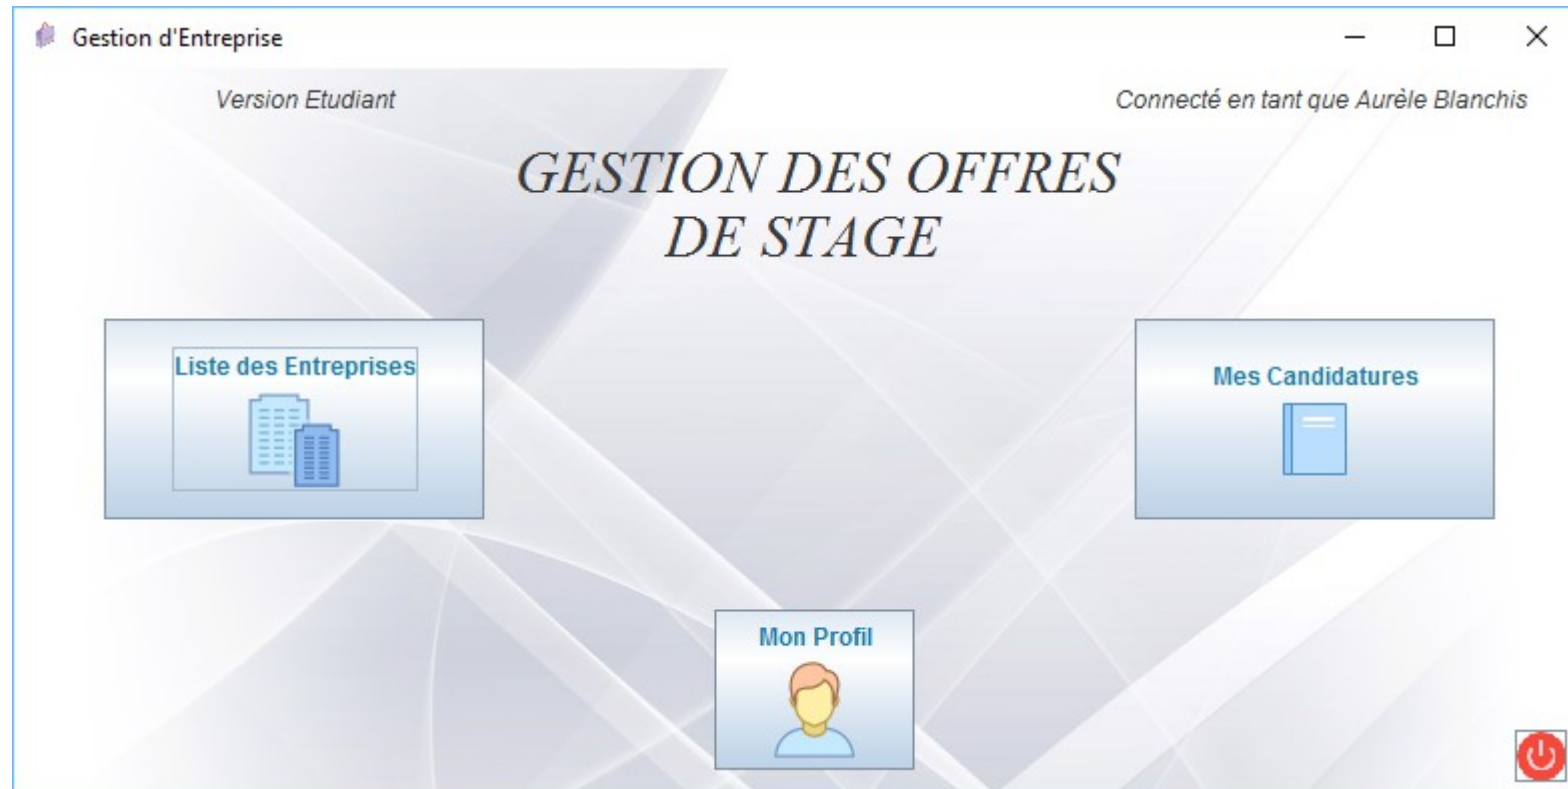 Gestion d'Entreprise
Version Etudiant
Connecté en tant que Aurèle Blanchis
GESTION DES OFFRES
DE STAGE
Liste des Entreprises
Mes Candidatures
Mon Profil